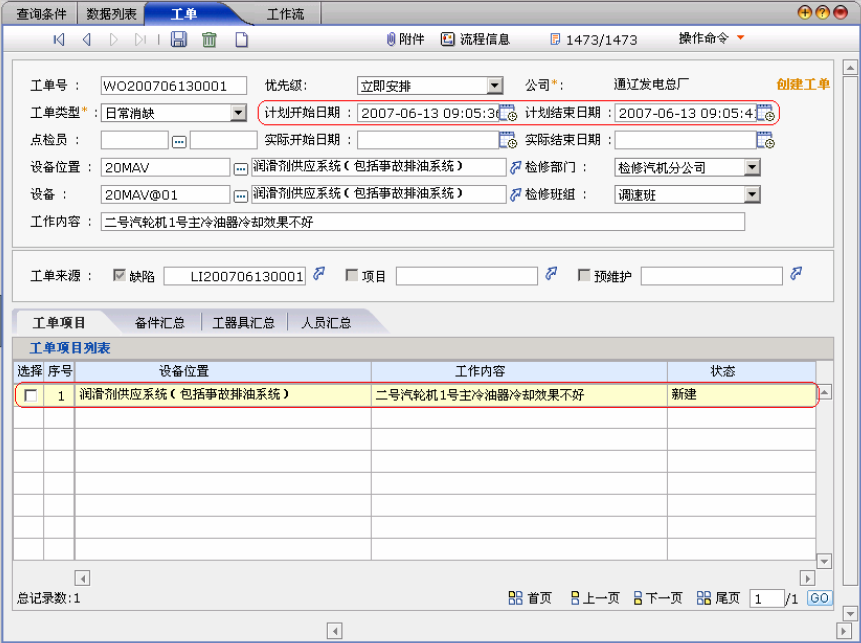 查询条件 数据列表 工单 工作流
附件 流程信息 1473/1473 操作命令
工单号： WO200706130001 优先级: 立即安排 公司*: 通辽发电总厂 创建工单
工单类型*: 日常消缺 计划开始日期： 2007-06-13 09:05:3 计划结束日期： 2007-06-13 09:05:4
点检员： 实际开始日期： 实际结束日期：
设备位置： 20MAV 润滑剂供应系统(包括事故排油系统) 检修部门： 检修汽机分公司
设备： 20MAV@01 润滑剂供应系统(包括事故排油系统) 检修班组： 调速班
工作内容： 二号汽轮机1号主冷油器冷却效果不好
工单来源： 缺陷 LI200706130001 项目 预维护
工单项目 备件汇总 工器具汇总 人员汇总
工单项目列表
选择 序号 设备位置 工作内容 状态
1 润滑剂供应系统(包括事故排油系统) 二号汽轮机1号主冷油器冷却效果不好 新建
总记录数:1 首页 上一页 下一页 尾页 1 /1 GO